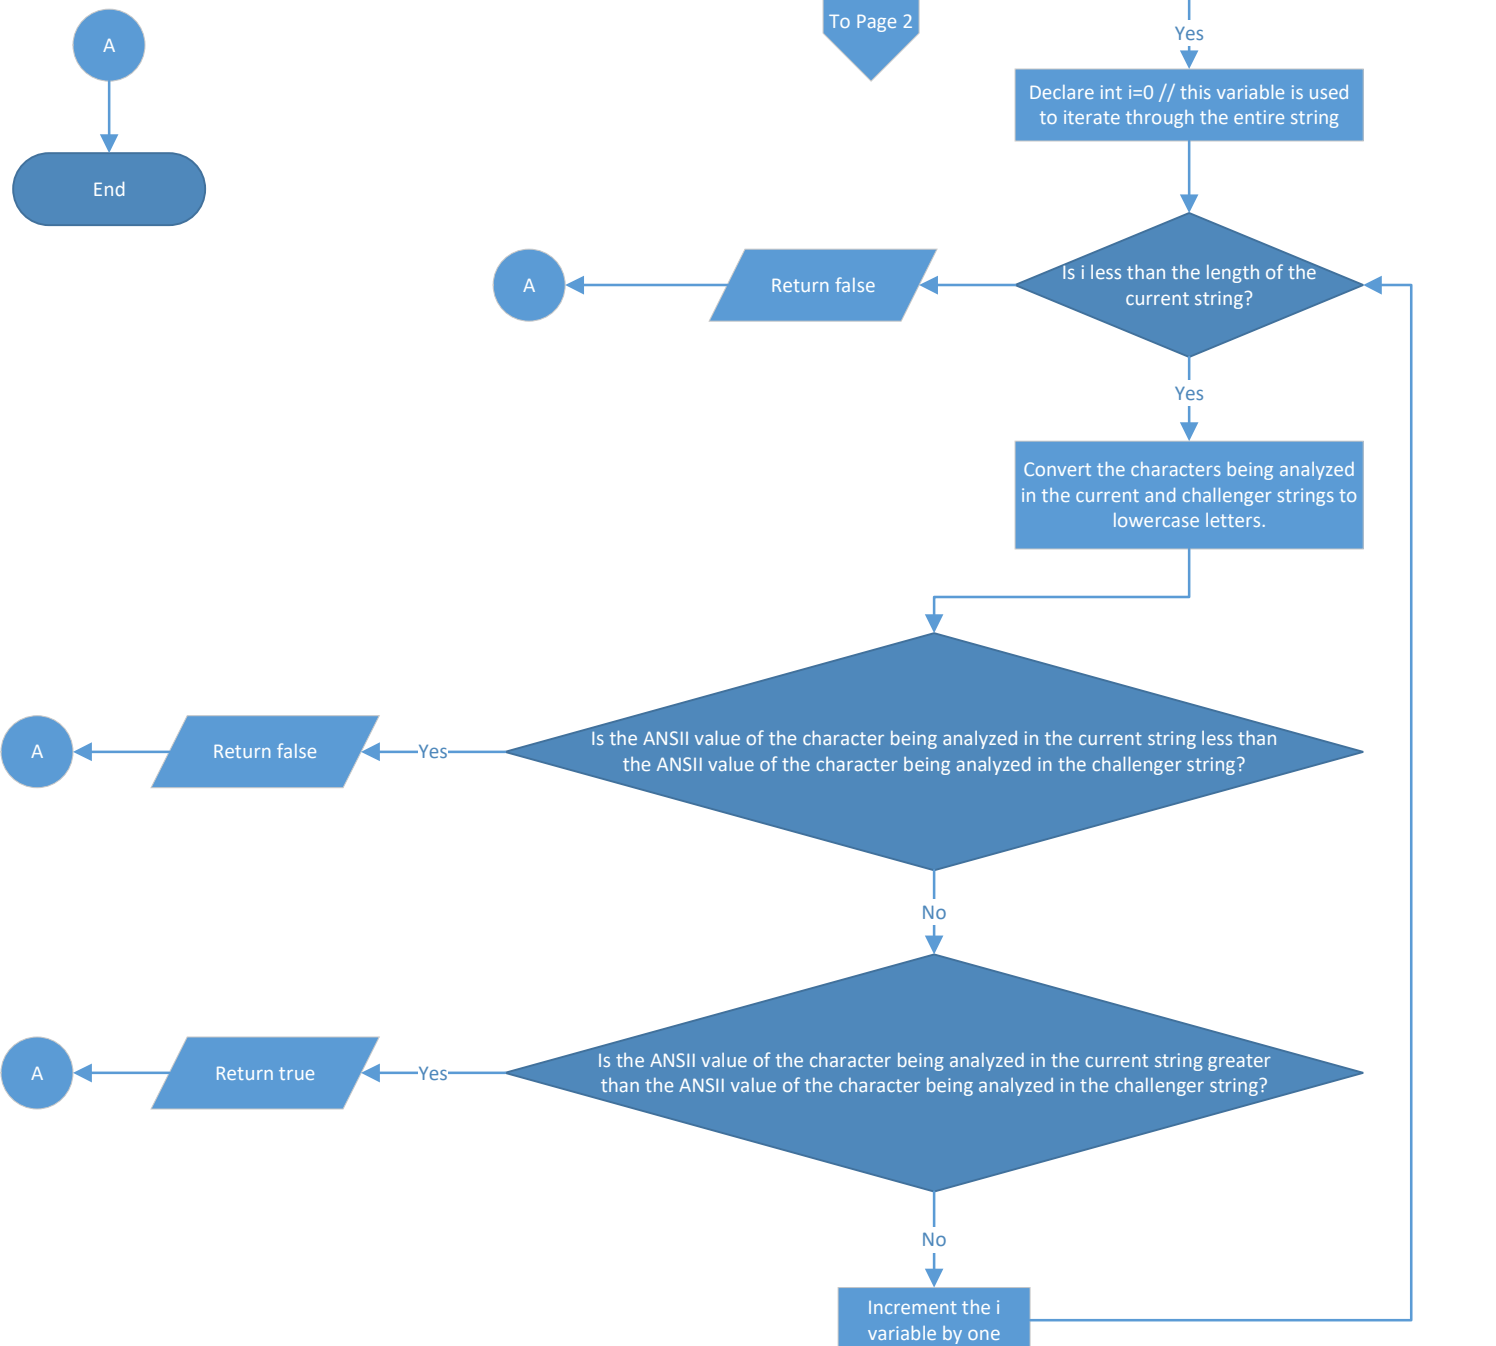 A
To Page 2
Yes
Declare int i=0 // this variable is used
to iterate through the entire string
End
Is i less than the length of the
current string?
Return false
A
Yes
Convert the characters being analyzed
in the current and challenger strings to
lowercase letters.
Is the ANSII value of the character being analyzed in the current string less than
the ANSII value of the character being analyzed in the challenger string?
Yes
Return false
A
No
Is the ANSII value of the character being analyzed in the current string greater
than the ANSII value of the character being analyzed in the challenger string?
Yes
Return true
A
No
Increment the i
variable by one